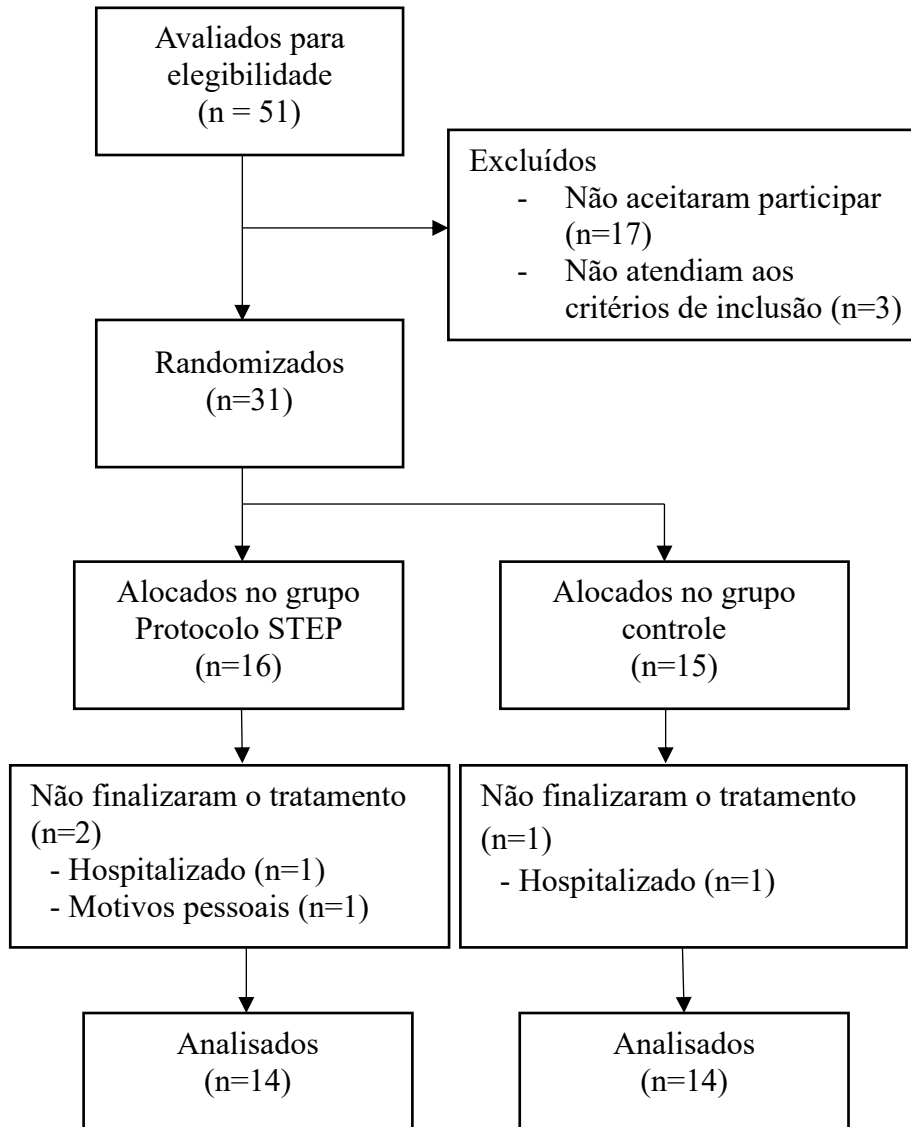 Avaliados para
elegibilidade
(n = 51)
Excluídos
- Não aceitaram participar
(n=17)
- Não atendiam aos
critérios de inclusão (n=3)
Randomizados
(n=31)
Alocados no grupo
Protocolo STEP
(n=16)
Alocados no grupo
controle
(n=15)
Não finalizaram o tratamento
(n=2)
- Hospitalizado (n=1)
- Motivos pessoais (n=1)
Não finalizaram o tratamento
(n=1)
- Hospitalizado (n=1)
Analisados
(n=14)
Analisados
(n=14)